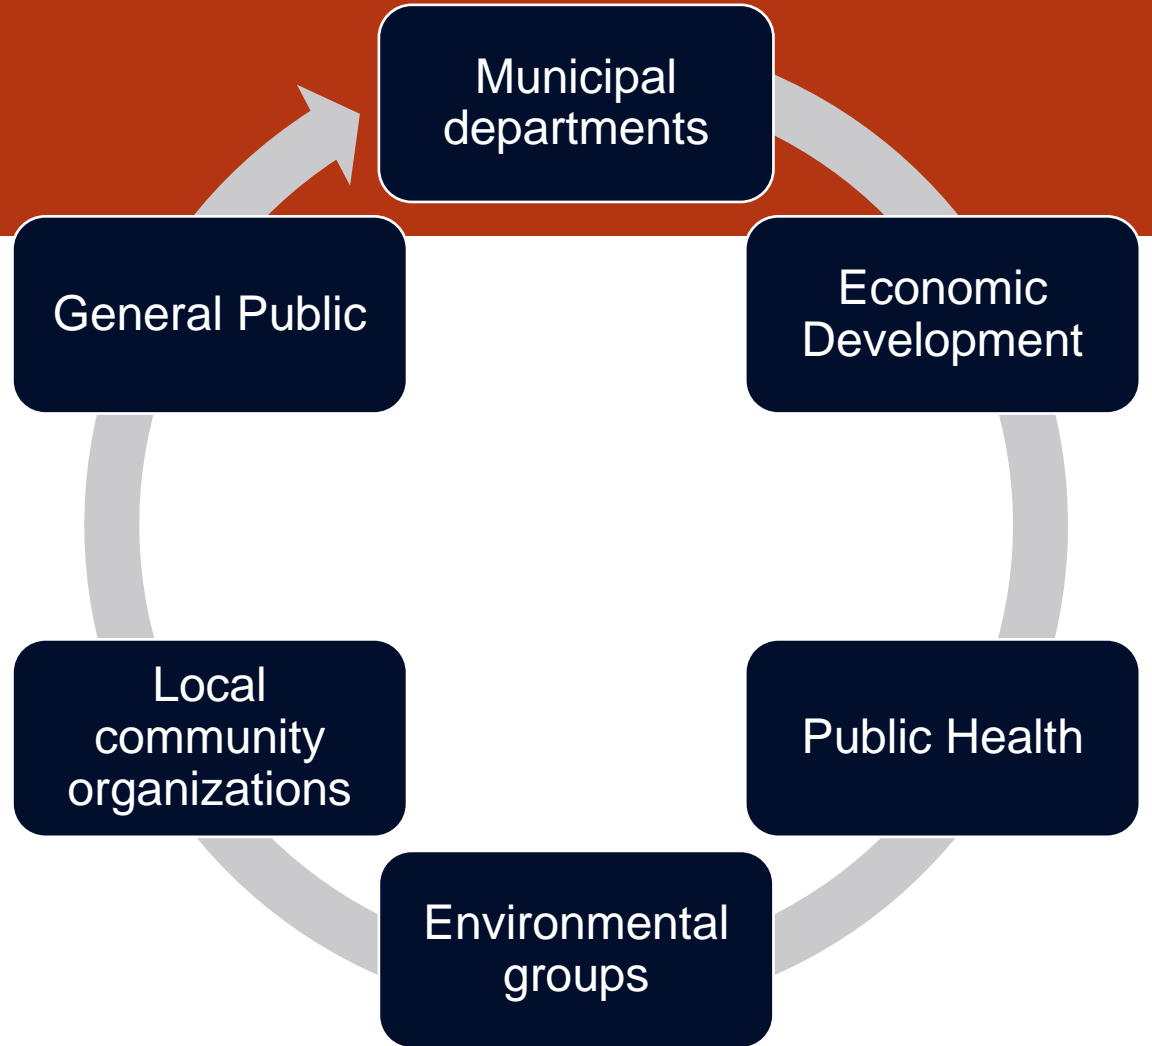 Municipal
departments
Economic
Development
Public Health
Environmental
groups
Local
community
organizations
General Public